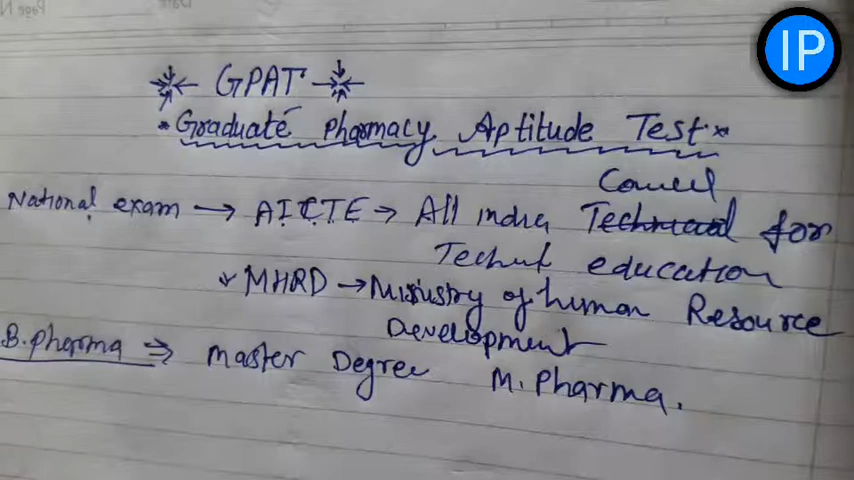 IP
GPAT
Graduate Pharmacy Aptitude Test
Council
National exam → AICTE → All india Technical for
education
MHRD → Ministry of human Resource
Development
B.pharma ⇒ Master Degree M. Pharma.